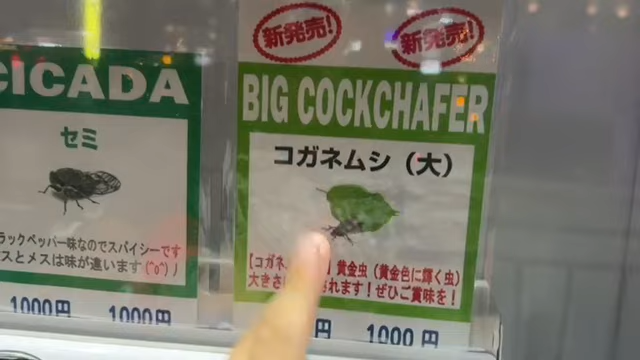 CICADA
セミ
ラックペッパー味なのでスパイシーです
スとメスは味が違います(^o^)ノ
1000円 1000円
新発売! 新発売!
BIG COCKCHAFER
コガネムシ(大)
【コガネ 】黄金虫(黄金色に輝く虫)
大きさ れます!ぜひご賞味を!
円 1000円